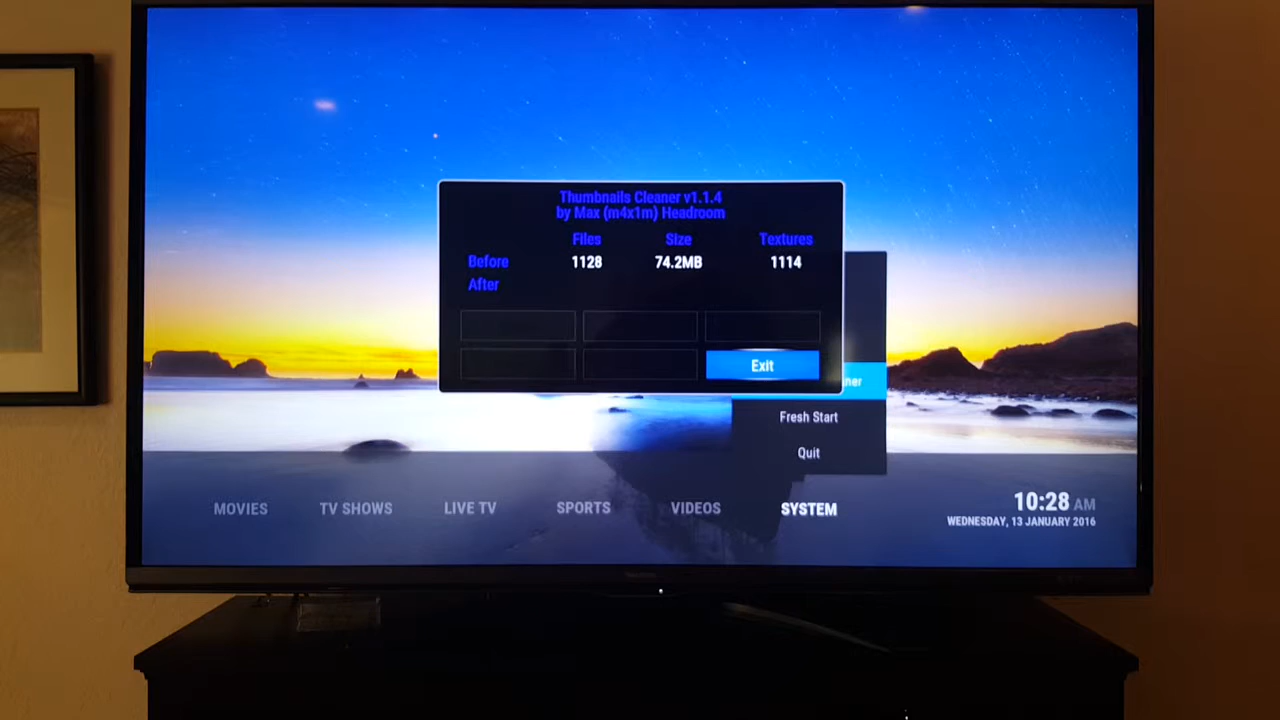 Thumbnails Cleaner v1.1.4
by Max (m4x1m) Headroom
Files Size Textures
Before 1128 74.2MB 1114
After
Exit
ner
Fresh Start
Quit
MOVIES TV SHOWS LIVE TV SPORTS VIDEOS SYSTEM
10:28 AM
WEDNESDAY, 13 JANUARY 2016